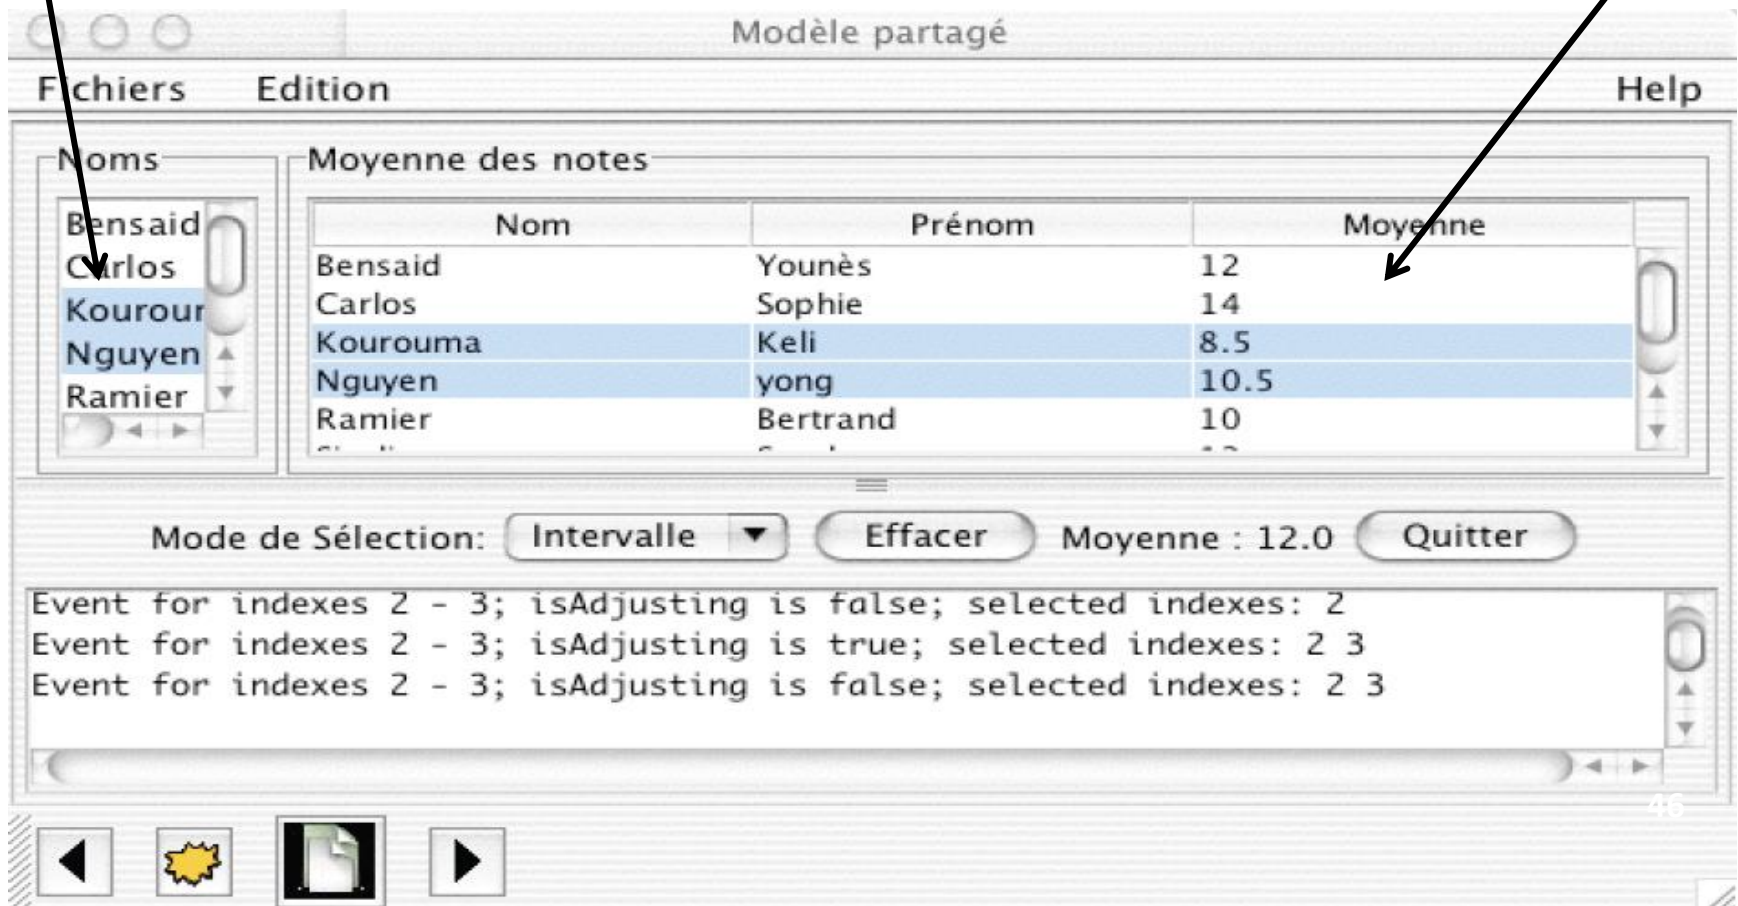 Modèle partagé
Fichiers Edition Help
Noms Moyenne des notes
Bensaid
Carlos
Kourour
Nguyen
Ramier
Nom Prénom Moyenne
Bensaid Younès 12
Carlos Sophie 14
Kourouma Keli 8.5
Nguyen yong 10.5
Ramier Bertrand 10
Mode de Sélection: Intervalle Effacer Moyenne : 12.0 Quitter
Event for indexes 2 - 3; isAdjusting is false; selected indexes: 2
Event for indexes 2 - 3; isAdjusting is true; selected indexes: 2 3
Event for indexes 2 - 3; isAdjusting is false; selected indexes: 2 3
46